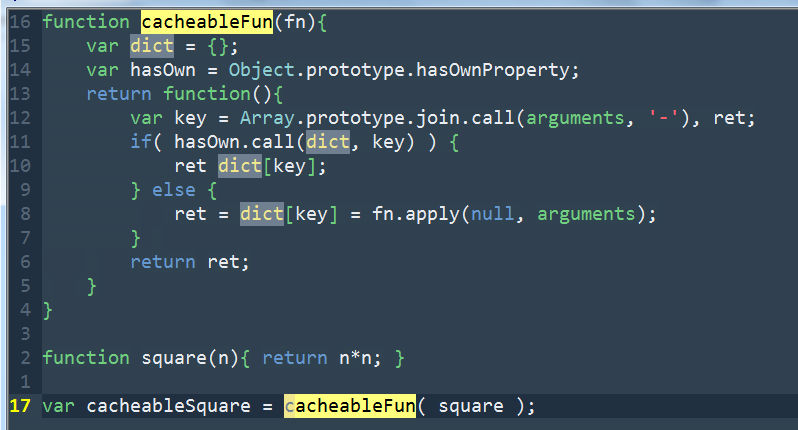 16 function cacheableFun(fn){
15     var dict = {};
14     var hasOwn = Object.prototype.hasOwnProperty;
13     return function(){
12         var key = Array.prototype.join.call(arguments, '-'), ret;
11         if( hasOwn.call(dict, key) ) {
10             ret dict[key];
9         } else {
8             ret = dict[key] = fn.apply(null, arguments);
7         }
6         return ret;
5     }
4 }
3
2 function square(n){ return n*n; }
1
17 var cacheableSquare = cacheableFun( square );